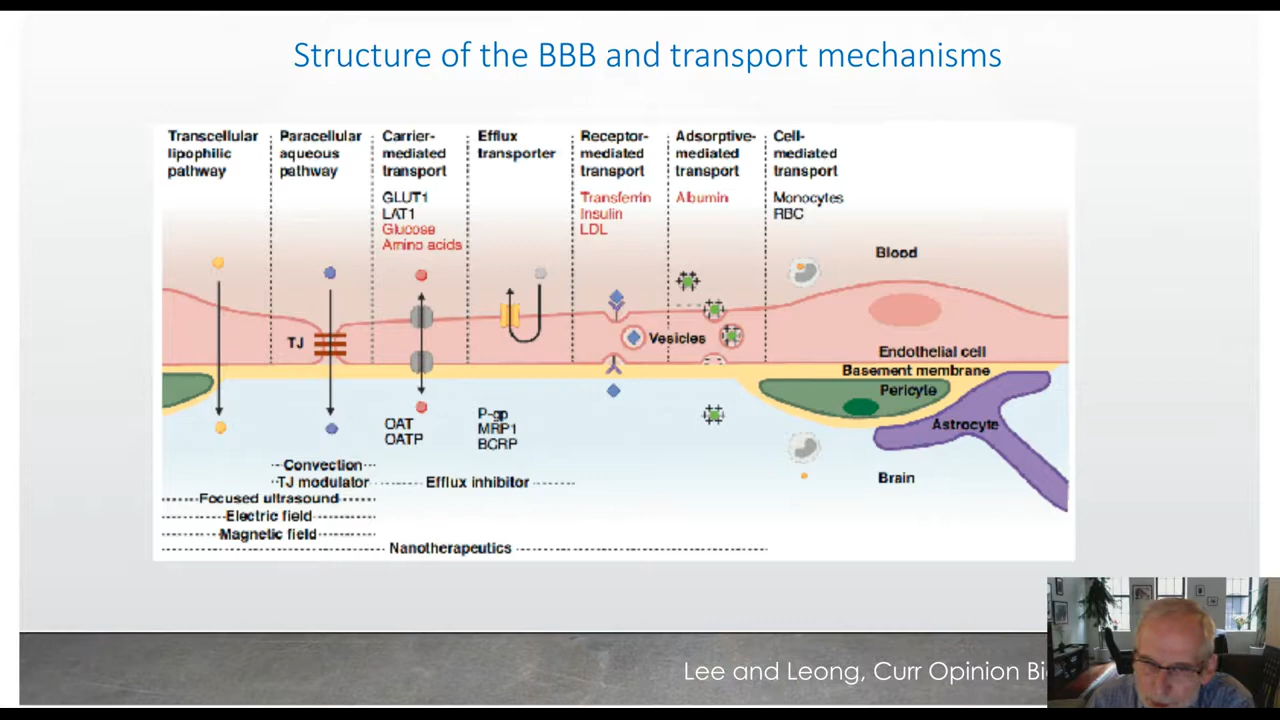 Structure of the BBB and transport mechanisms
Transcellular
lipophilic
pathway
Paracellular
aqueous
pathway
Carrier-
mediated
transport
GLUT1
LAT1
Glucose
Amino acids
Efflux
transporter
Receptor-
mediated
transport
Transferrin
Insulin
LDL
Adsorptive-
mediated
transport
Albumin
Cell-
mediated
transport
Monocytes
RBC
Blood
TJ
Vesicles
Endothelial cell
Basement membrane
Pericyte
Astrocyte
Brain
OAT
OATP
P-gp
MRP1
BCRP
Convection
TJ modulator
Efflux inhibitor
Focused ultrasound
Electric field
Magnetic field
Nanotherapeutics
Lee and Leong, Curr Opinion